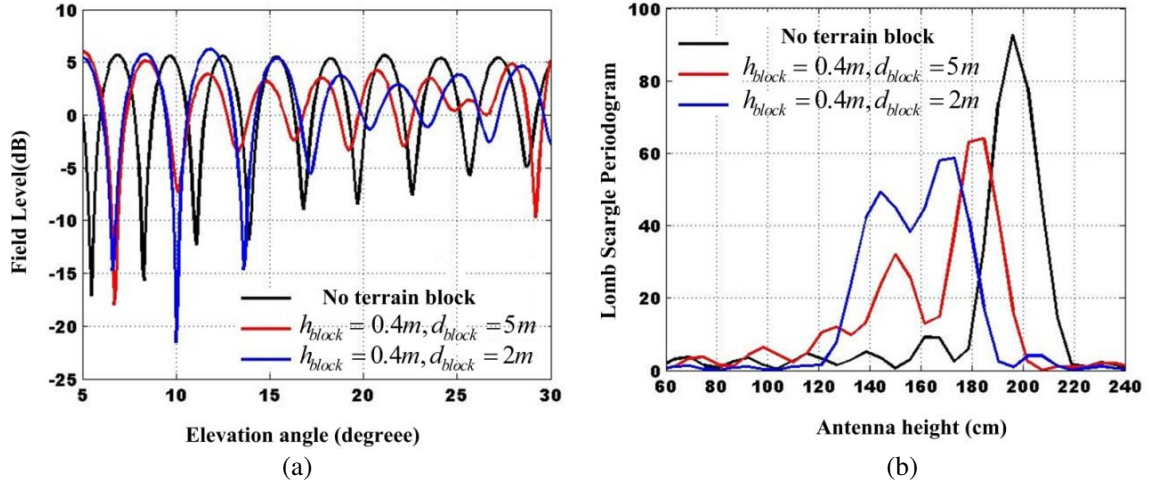 10
5
0
-5
-10
-15
-20
-25
5
10
15
20
25
30
Field Level(dB)
Elevation angle (degreee)
No terrain block
h_block = 0.4m, d_block = 5m
h_block = 0.4m, d_block = 2m
(a)
100
80
60
40
20
0
60
80
100
120
140
160
180
200
220
240
Lomb Scargle Periodogram
Antenna height (cm)
No terrain block
h_block = 0.4m, d_block = 5m
h_block = 0.4m, d_block = 2m
(b)